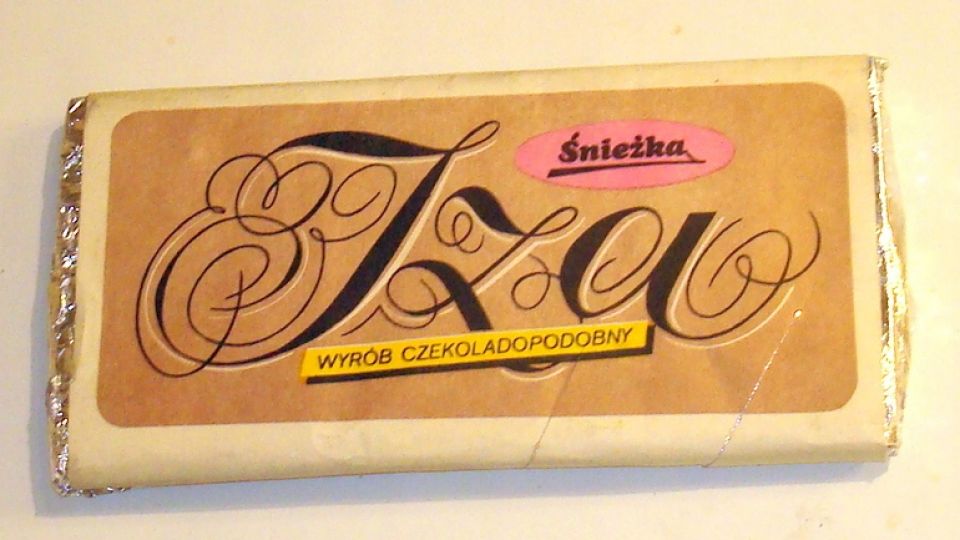 Śnieżka
Iza
WYRÓB CZEKOLADOPODOBNY